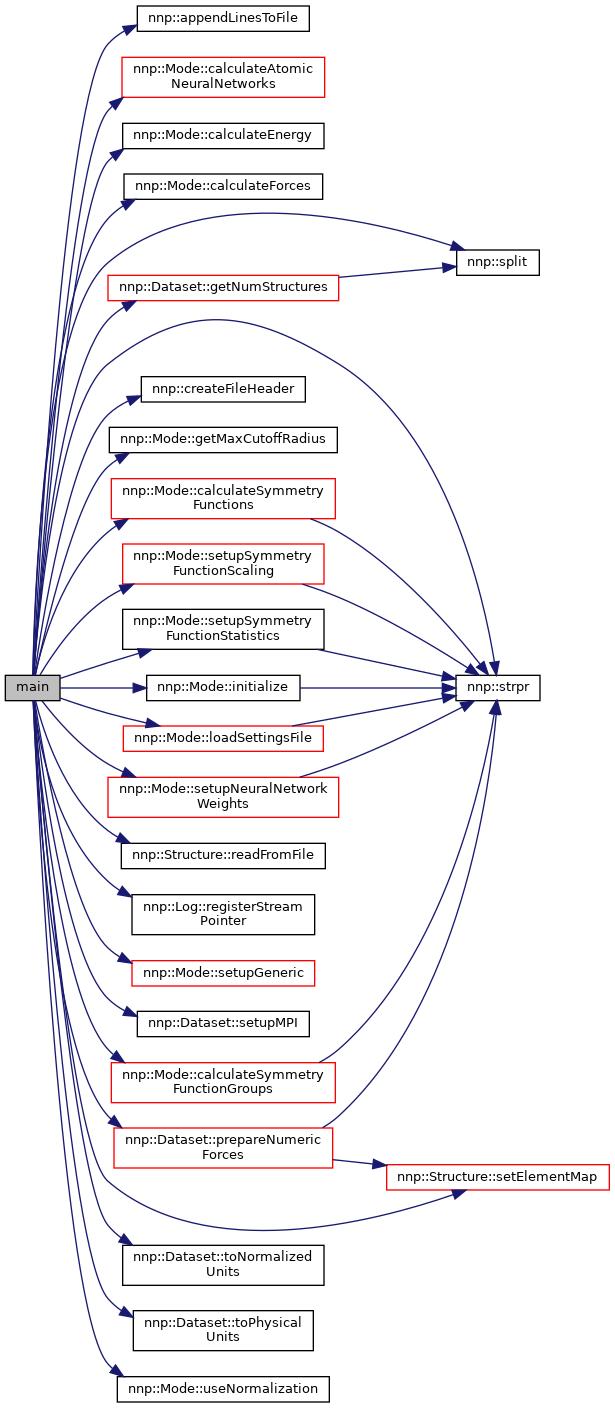 nnp::appendLinesToFile
nnp::Mode::calculateAtomic
NeuralNetworks
nnp::Mode::calculateEnergy
nnp::Mode::calculateForces
nnp::split
nnp::Dataset::getNumStructures
nnp::createFileHeader
nnp::Mode::getMaxCutoffRadius
nnp::Mode::calculateSymmetry
Functions
nnp::Mode::setupSymmetry
FunctionScaling
nnp::Mode::setupSymmetry
FunctionStatistics
main
nnp::Mode::initialize
nnp::strpr
nnp::Mode::loadSettingsFile
nnp::Mode::setupNeuralNetwork
Weights
nnp::Structure::readFromFile
nnp::Log::registerStream
Pointer
nnp::Mode::setupGeneric
nnp::Dataset::setupMPI
nnp::Mode::calculateSymmetry
FunctionGroups
nnp::Dataset::prepareNumeric
Forces
nnp::Structure::setElementMap
nnp::Dataset::toNormalized
Units
nnp::Dataset::toPhysical
Units
nnp::Mode::useNormalization